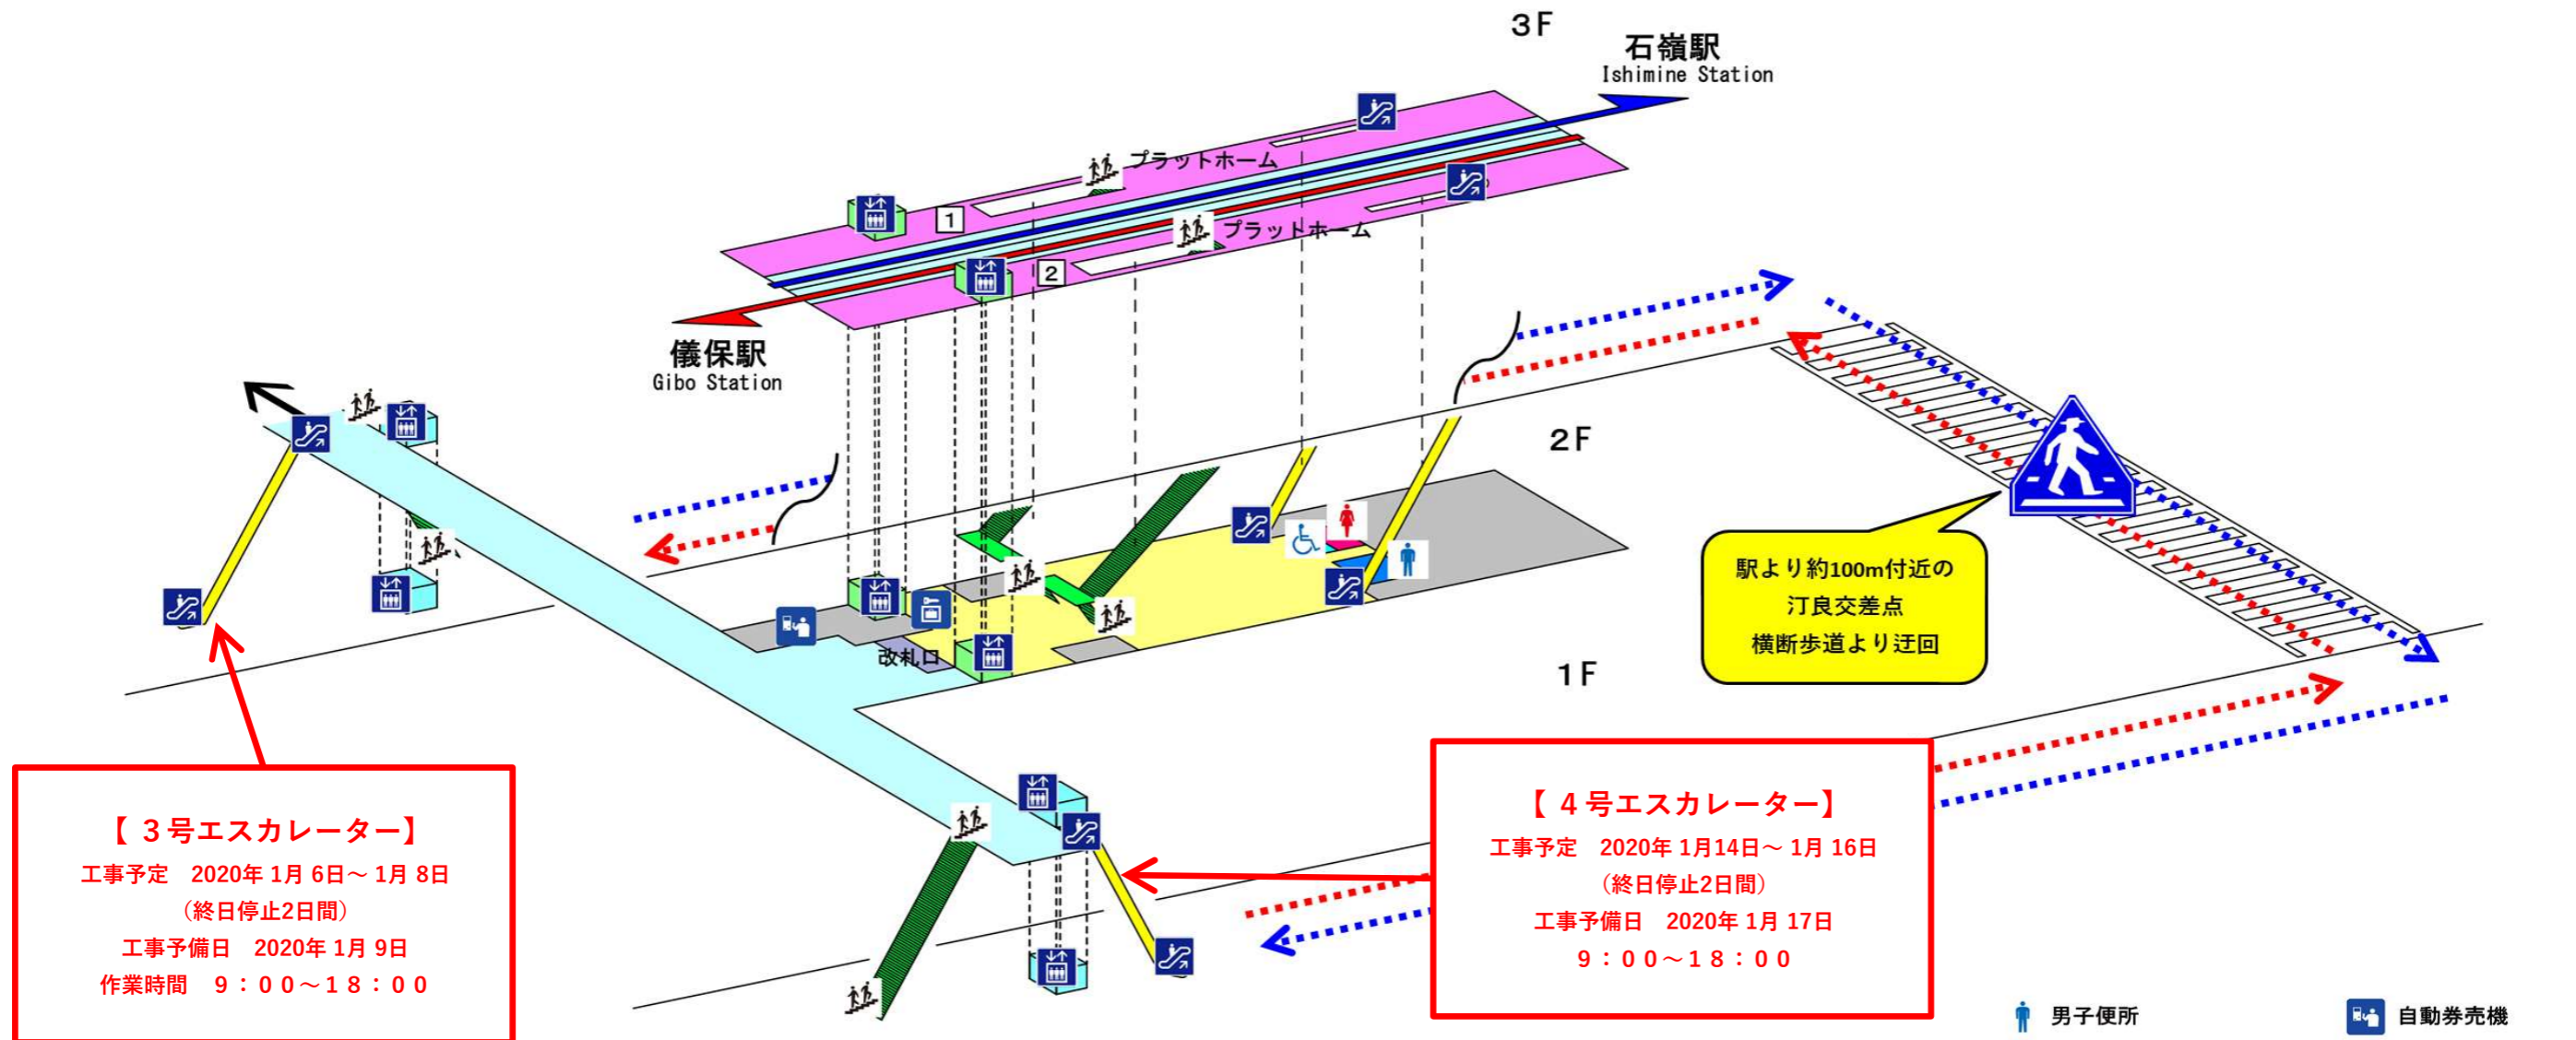 3F
石嶺駅
Ishimine Station
プラットホーム
1
プラットホーム
2
儀保駅
Gibo Station
2F
駅より約100m付近の
汀良交差点
横断歩道より迂回
改札口
1F
【 3号エスカレーター】
工事予定　2020年 1月 6日～ 1月 8日
（終日停止2日間）
工事予備日　2020年 1月 9日
作業時間　9：00～18：00
【 4号エスカレーター】
工事予定　2020年 1月14日～ 1月 16日
（終日停止2日間）
工事予備日　2020年 1月 17日
9：00～18：00
男子便所
自動券売機